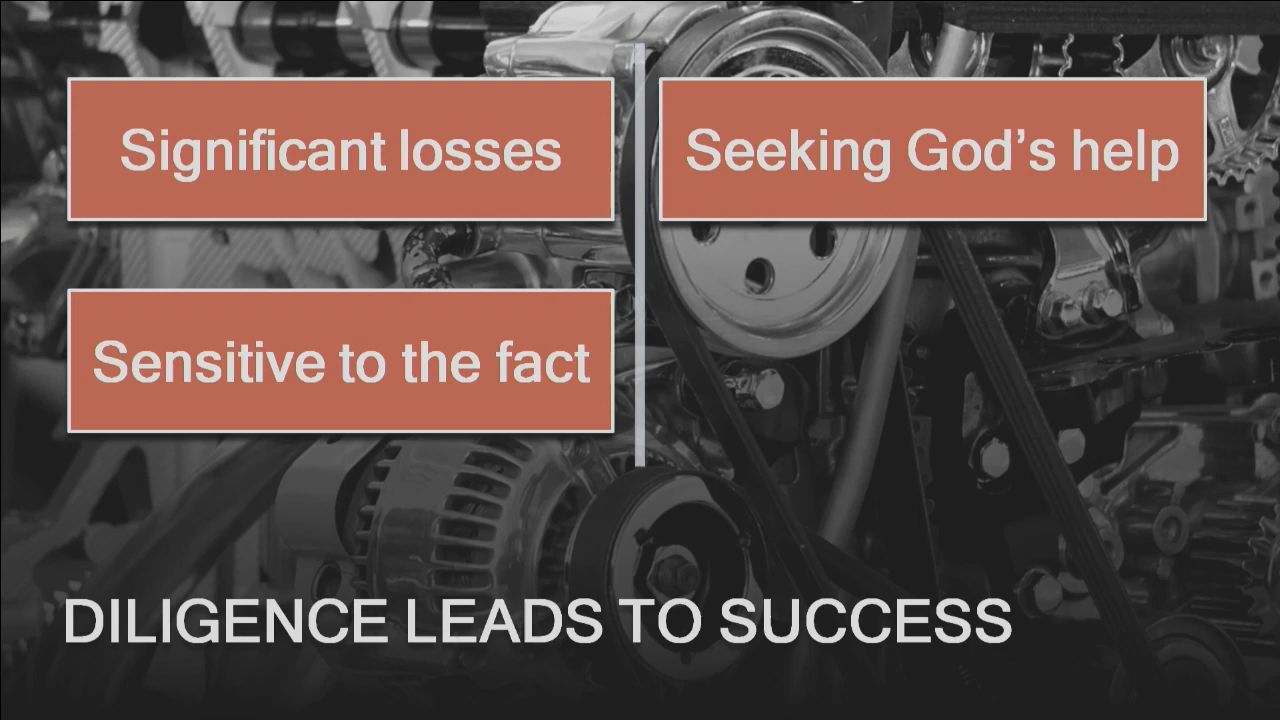 Significant losses
Seeking God’s help
Sensitive to the fact
DILIGENCE LEADS TO SUCCESS